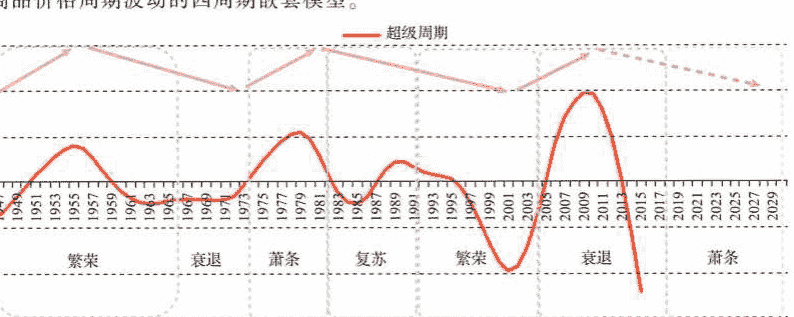 商品价格周期波动的四周期嵌套模型。
超级周期
1949 1951 1953 1955 1957 1959 1961 1963 1965 1967 1969 1971 1973 1975 1977 1979 1981 1983 1985 1987 1989 1991 1993 1995 1997 1999 2001 2003 2005 2007 2009 2011 2013 2015 2017 2019 2021 2023 2025 2027 2029
繁荣 衰退 萧条 复苏 繁荣 衰退 萧条